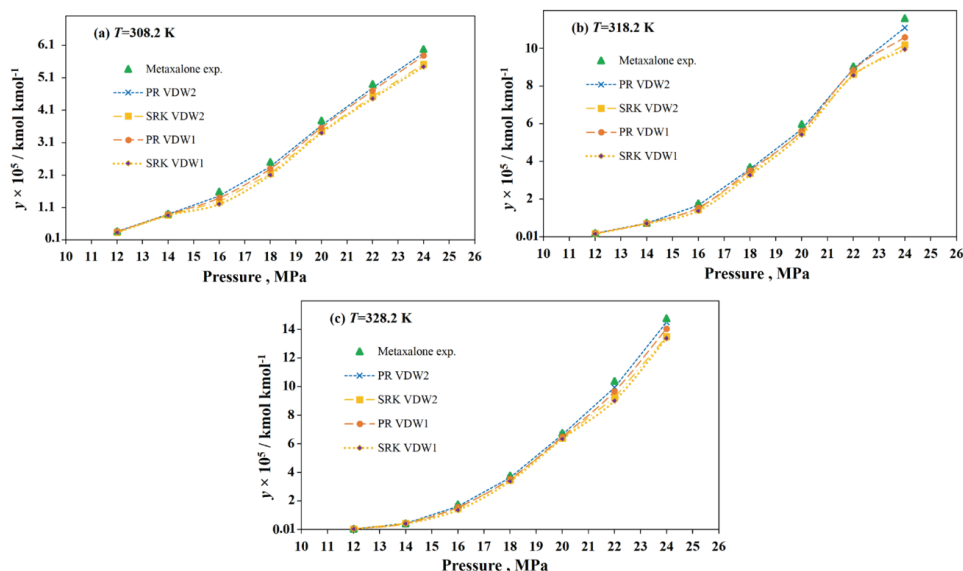 (a) T=308.2 K
Metaxalone exp.
PR VDW2
SRK VDW2
PR VDW1
SRK VDW1
y × 10⁵ / kmol kmol⁻¹
6.1
5.1
4.1
3.1
2.1
1.1
0.1
10 11 12 13 14 15 16 17 18 19 20 21 22 23 24 25 26
Pressure , MPa
(b) T=318.2 K
Metaxalone exp.
PR VDW2
SRK VDW2
PR VDW1
SRK VDW1
y × 10⁵ / kmol kmol⁻¹
10
8
6
4
2
0.01
10 11 12 13 14 15 16 17 18 19 20 21 22 23 24 25 26
Pressure , MPa
(c) T=328.2 K
Metaxalone exp.
PR VDW2
SRK VDW2
PR VDW1
SRK VDW1
y × 10⁵ / kmol kmol⁻¹
14
12
10
8
6
4
2
0.01
10 11 12 13 14 15 16 17 18 19 20 21 22 23 24 25 26
Pressure , MPa